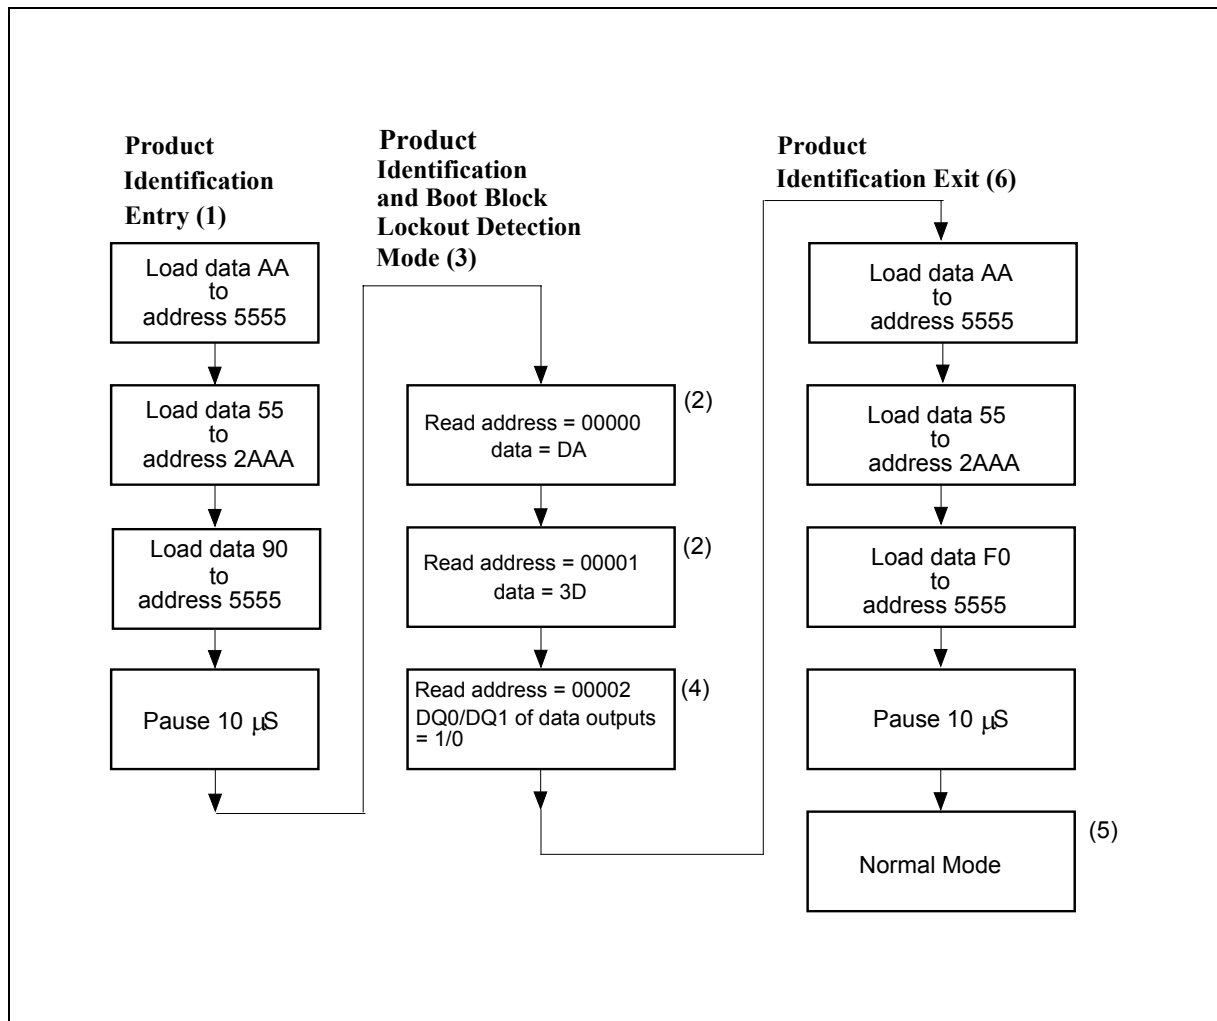 Product
Identification
Entry (1)
Load data AA
to
address 5555
Load data 55
to
address 2AAA
Load data 90
to
address 5555
Pause 10 μS
Product
Identification
and Boot Block
Lockout Detection
Mode (3)
Read address = 00000
data = DA
(2)
Read address = 00001
data = 3D
(2)
Read address = 00002
DQ0/DQ1 of data outputs
= 1/0
(4)
Product
Identification Exit (6)
Load data AA
to
address 5555
Load data 55
to
address 2AAA
Load data F0
to
address 5555
Pause 10 μS
Normal Mode
(5)